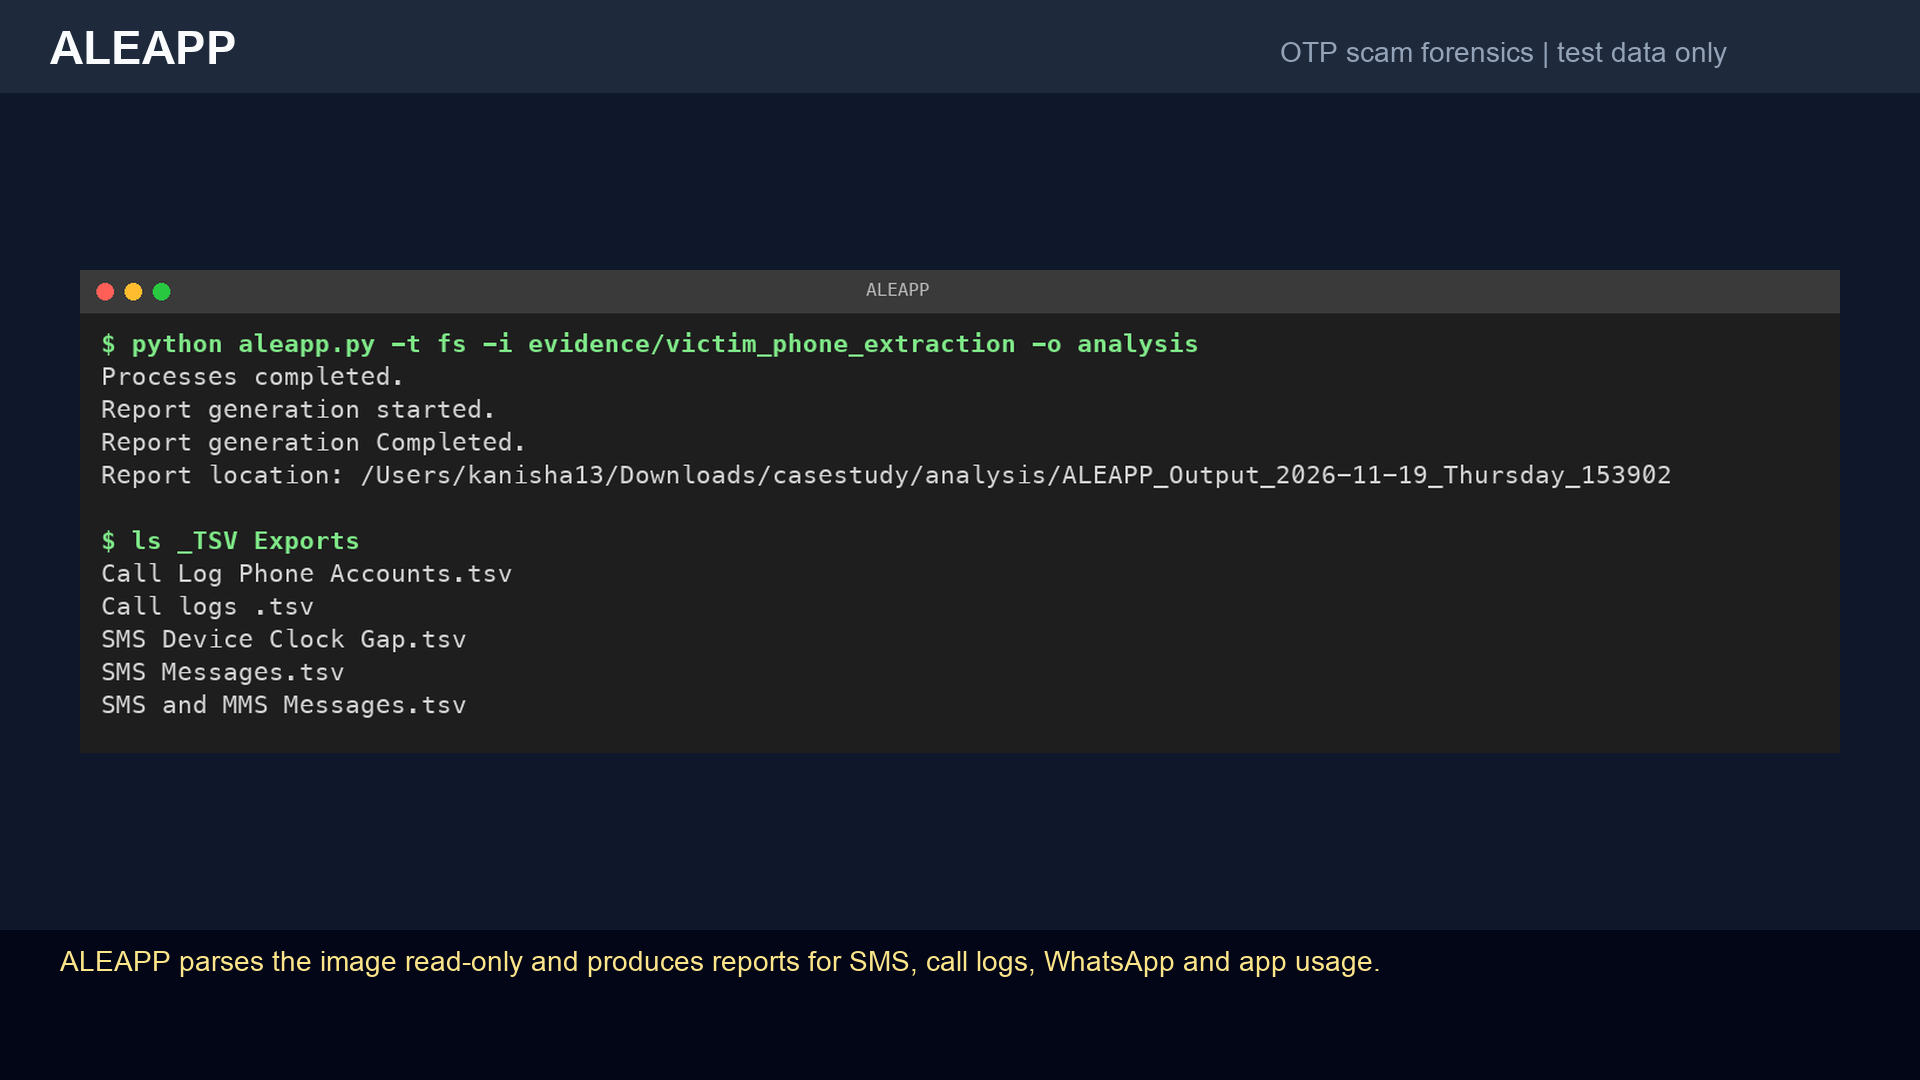 ALEAPP
OTP scam forensics | test data only
ALEAPP
$ python aleapp.py -t fs -i evidence/victim_phone_extraction -o analysis
Processes completed.
Report generation started.
Report generation Completed.
Report location: /Users/kanisha13/Downloads/casestudy/analysis/ALEAPP_Output_2026-11-19_Thursday_153902
$ ls _TSV Exports
Call Log Phone Accounts.tsv
Call logs .tsv
SMS Device Clock Gap.tsv
SMS Messages.tsv
SMS and MMS Messages.tsv
ALEAPP parses the image read-only and produces reports for SMS, call logs, WhatsApp and app usage.